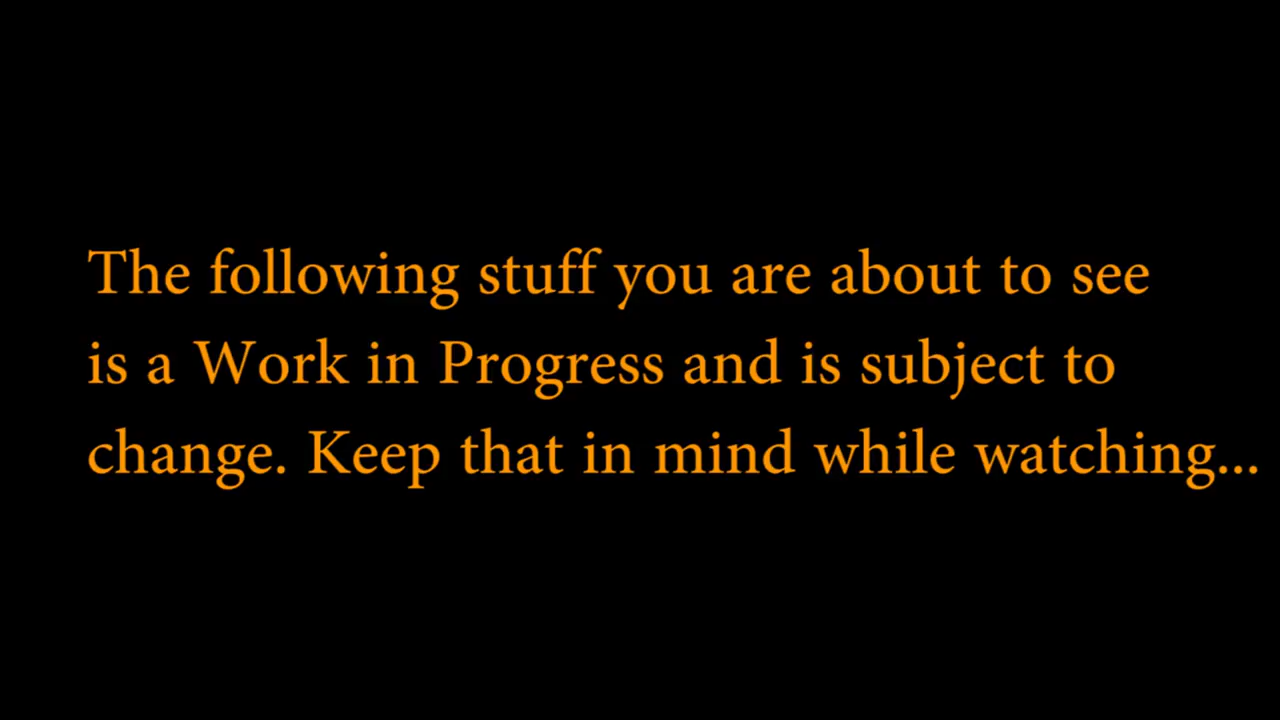 The following stuff you are about to see
is a Work in Progress and is subject to
change. Keep that in mind while watching...